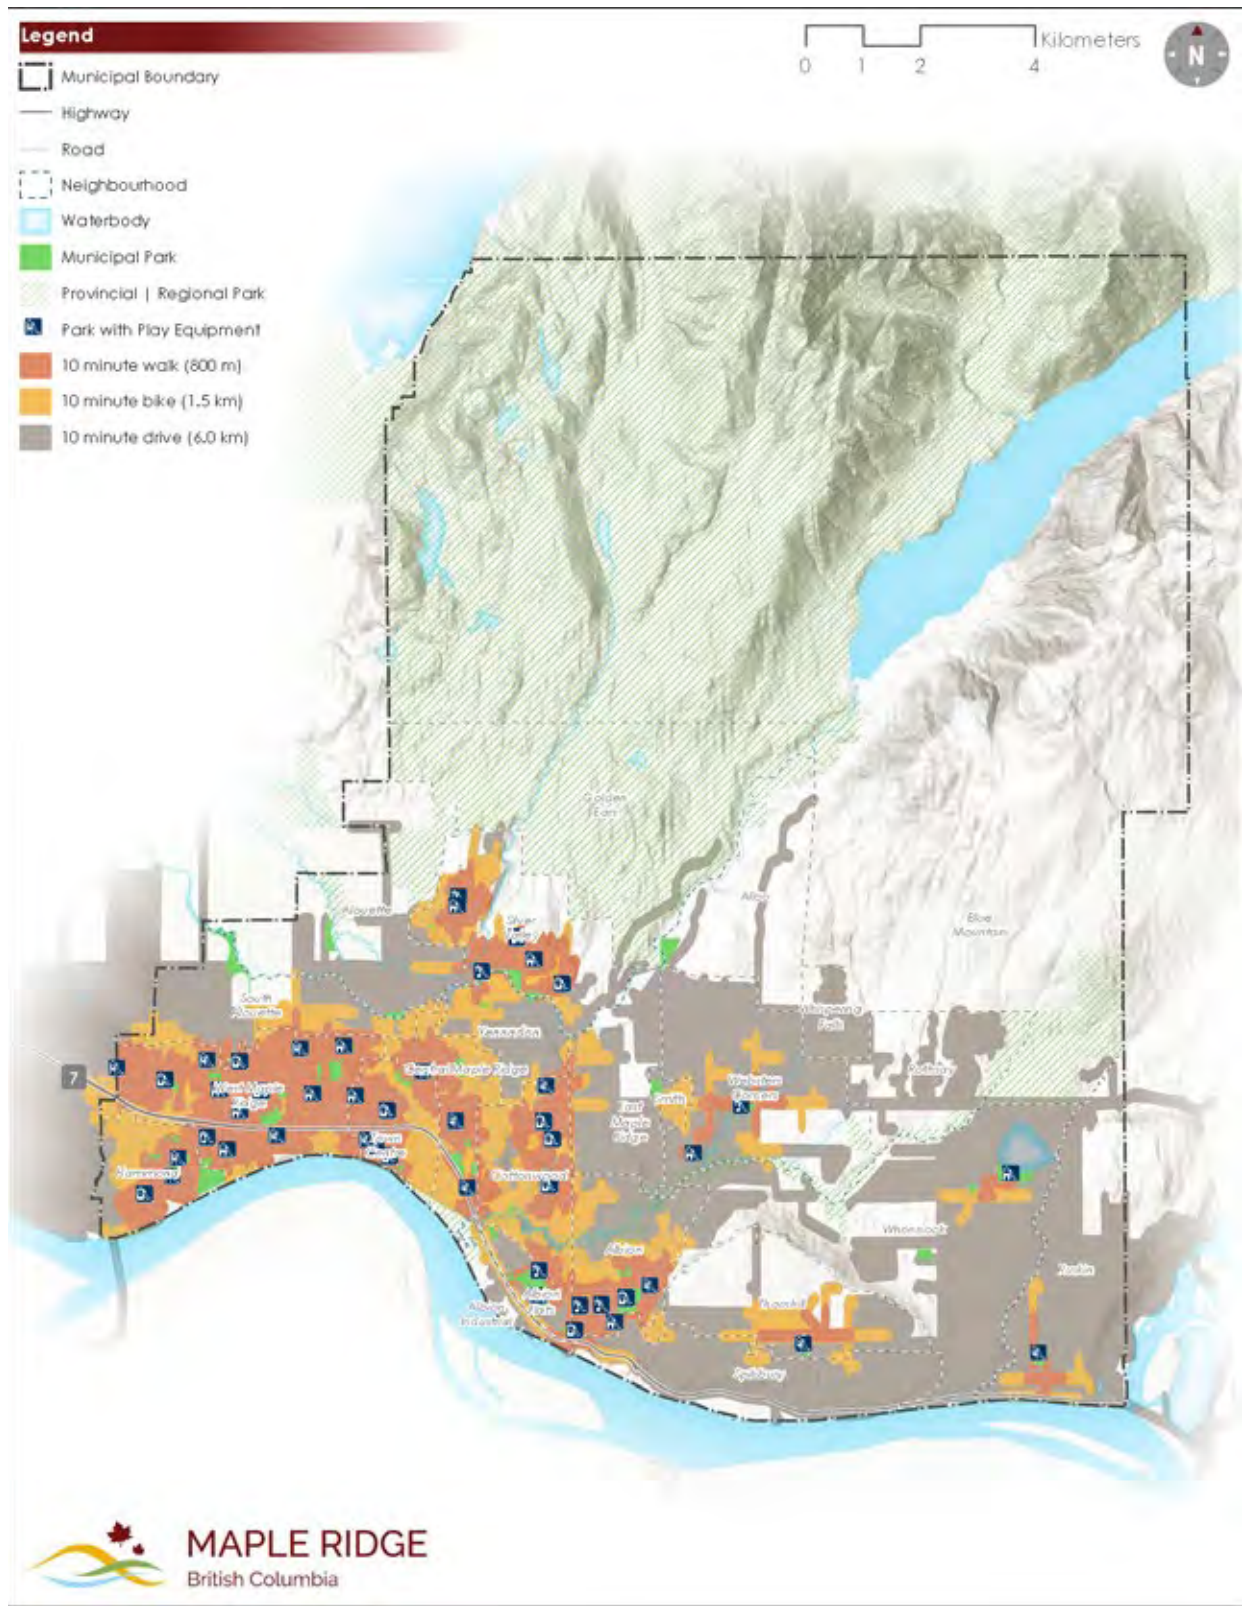 Legend
Municipal Boundary
Highway
Road
Neighbourhood
Waterbody
Municipal Park
Provincial | Regional Park
Park with Play Equipment
10 minute walk (800 m)
10 minute bike (1.5 km)
10 minute drive (6.0 km)
Kilometers
0 1 2 4
N
Golden
Ears
Alouette
Silver
Valley
Blue
Mountain
South
Alouette
Yennadon
Whispering
Falls
Central Maple Ridge
Rothsay
7
West Maple
Ridge
Websters
Corners
Smith
East
Maple
Ridge
Town
Centre
Hammond
Cottonwood
Whonnock
Albion
Ruskin
Albion
Flats
Albion
Industrial
Thornhill
MAPLE RIDGE
British Columbia